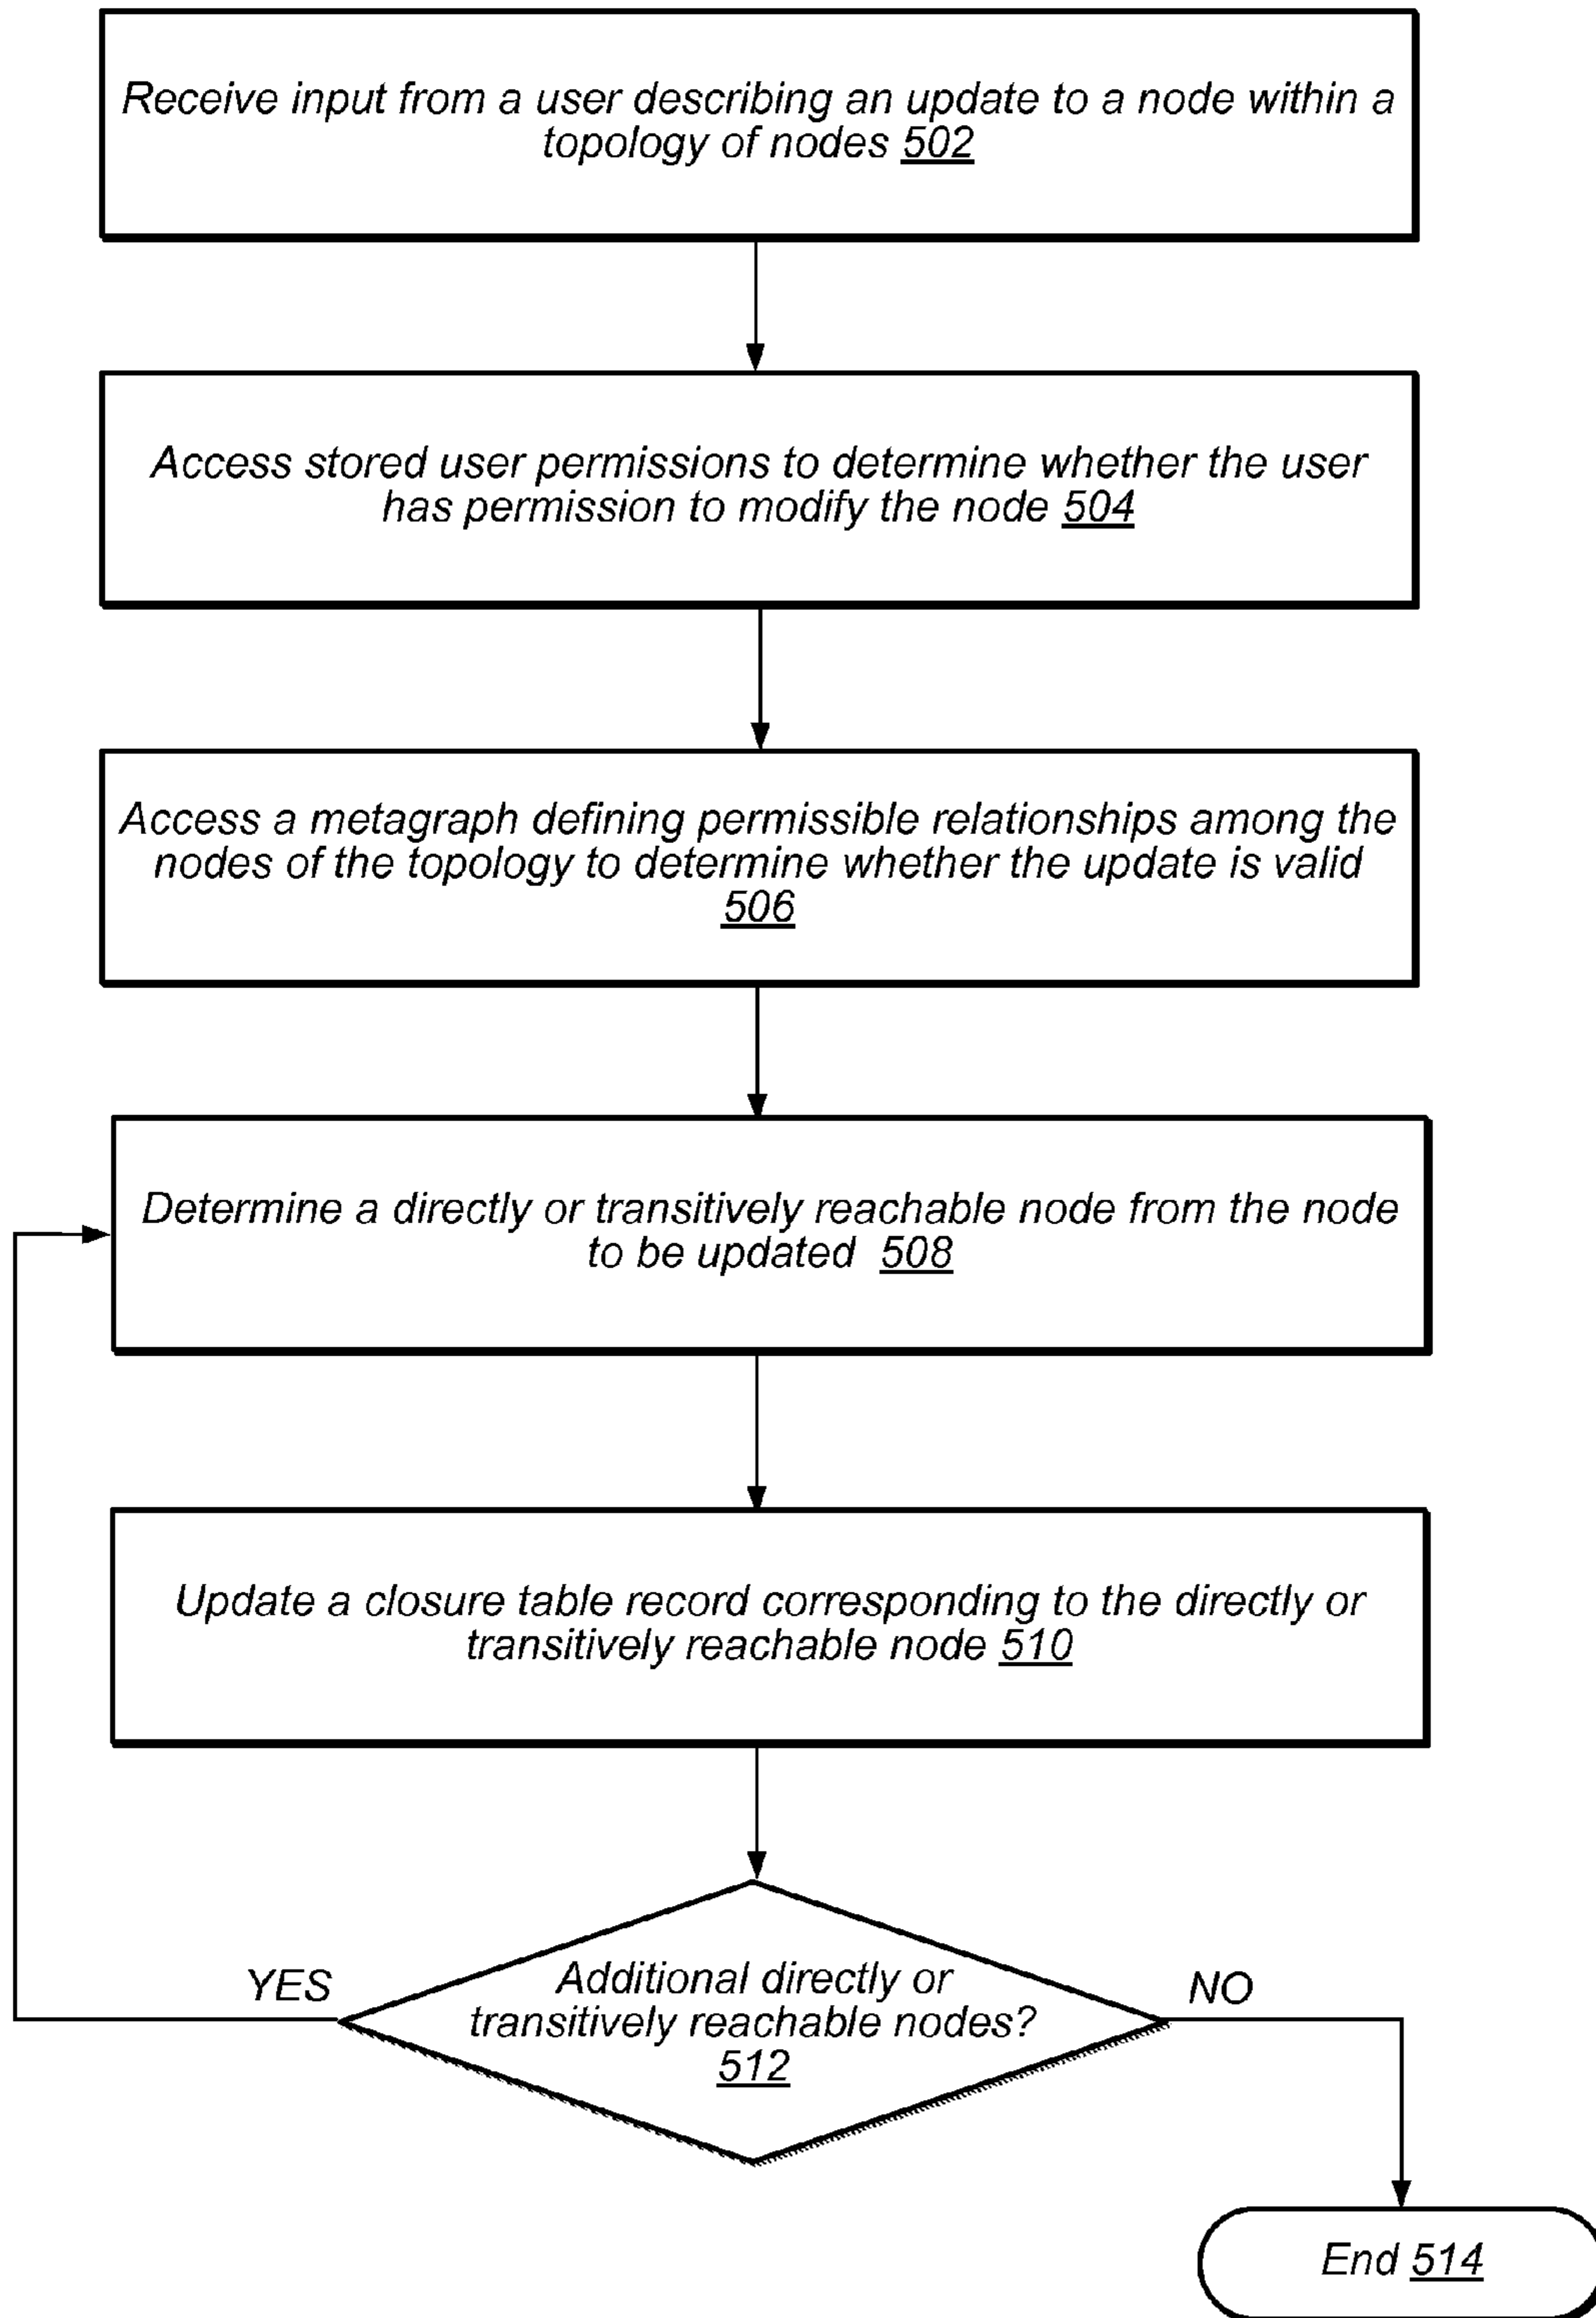 Receive input from a user describing an update to a node within a
topology of nodes 502
Access stored user permissions to determine whether the user
has permission to modify the node 504
Access a metagraph defining permissible relationships among the
nodes of the topology to determine whether the update is valid
506
Determine a directly or transitively reachable node from the node
to be updated 508
Update a closure table record corresponding to the directly or
transitively reachable node 510
Additional directly or
transitively reachable nodes?
512
YES
NO
End 514